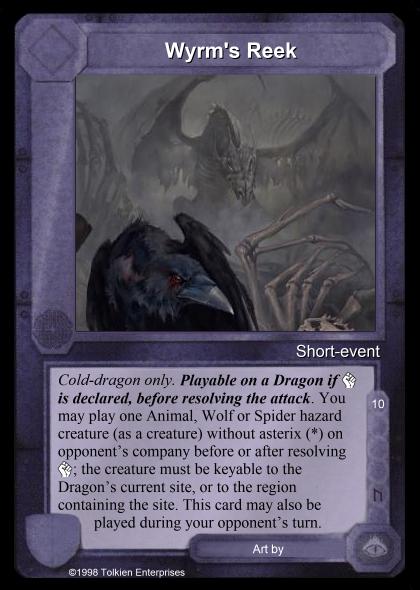 Wyrm's Reek
Short-event
Cold-dragon only. Playable on a Dragon if
is declared, before resolving the attack. You
may play one Animal, Wolf or Spider hazard
creature (as a creature) without asterix (*) on
opponent's company before or after resolving
; the creature must be keyable to the
Dragon's current site, or to the region
containing the site. This card may also be
played during your opponent's turn.
10
Art by
©1998 Tolkien Enterprises